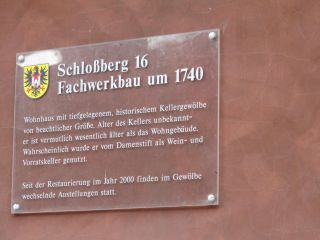 Schloßberg 16
Fachwerkbau um 1740
Wohnhaus mit tiefgelegenem, historischem Kellergewölbe
von beachtlicher Größe. Alter des Kellers unbekannt-
er ist vermutlich wesentlich älter als das Wohngebäude.
Wahrscheinlich wurde er vom Damenstift als Wein- und
Vorratskeller genutzt.
Seit der Restaurierung im Jahr 2000 finden im Gewölbe
wechselnde Austellungen statt.